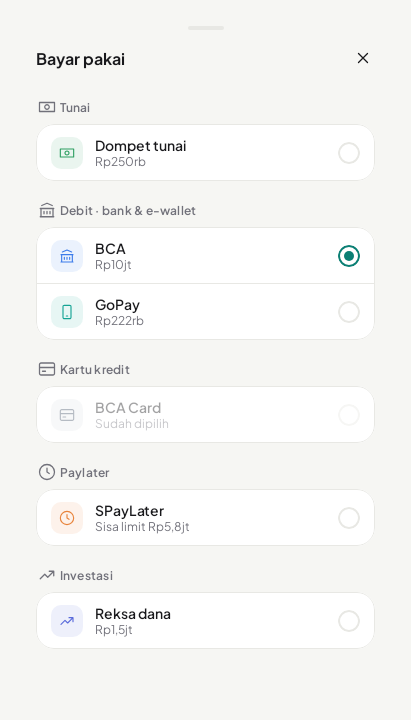 Bayar pakai
Tunai
Dompet tunai
Rp250rb
Debit · bank & e-wallet
BCA
Rp10jt
GoPay
Rp222rb
Kartu kredit
BCA Card
Sudah dipilih
Paylater
SPayLater
Sisa limit Rp5,8jt
Investasi
Reksa dana
Rp1,5jt